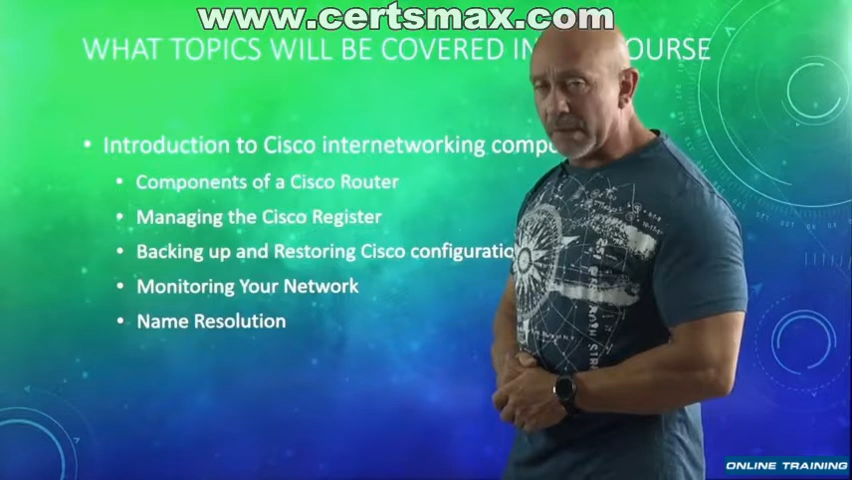 www.certsmax.com
WHAT TOPICS WILL BE COVERED IN OURSE
• Introduction to Cisco internetworking compo
• Components of a Cisco Router
• Managing the Cisco Register
• Backing up and Restoring Cisco configuratio
• Monitoring Your Network
• Name Resolution
ONLINE TRAINING